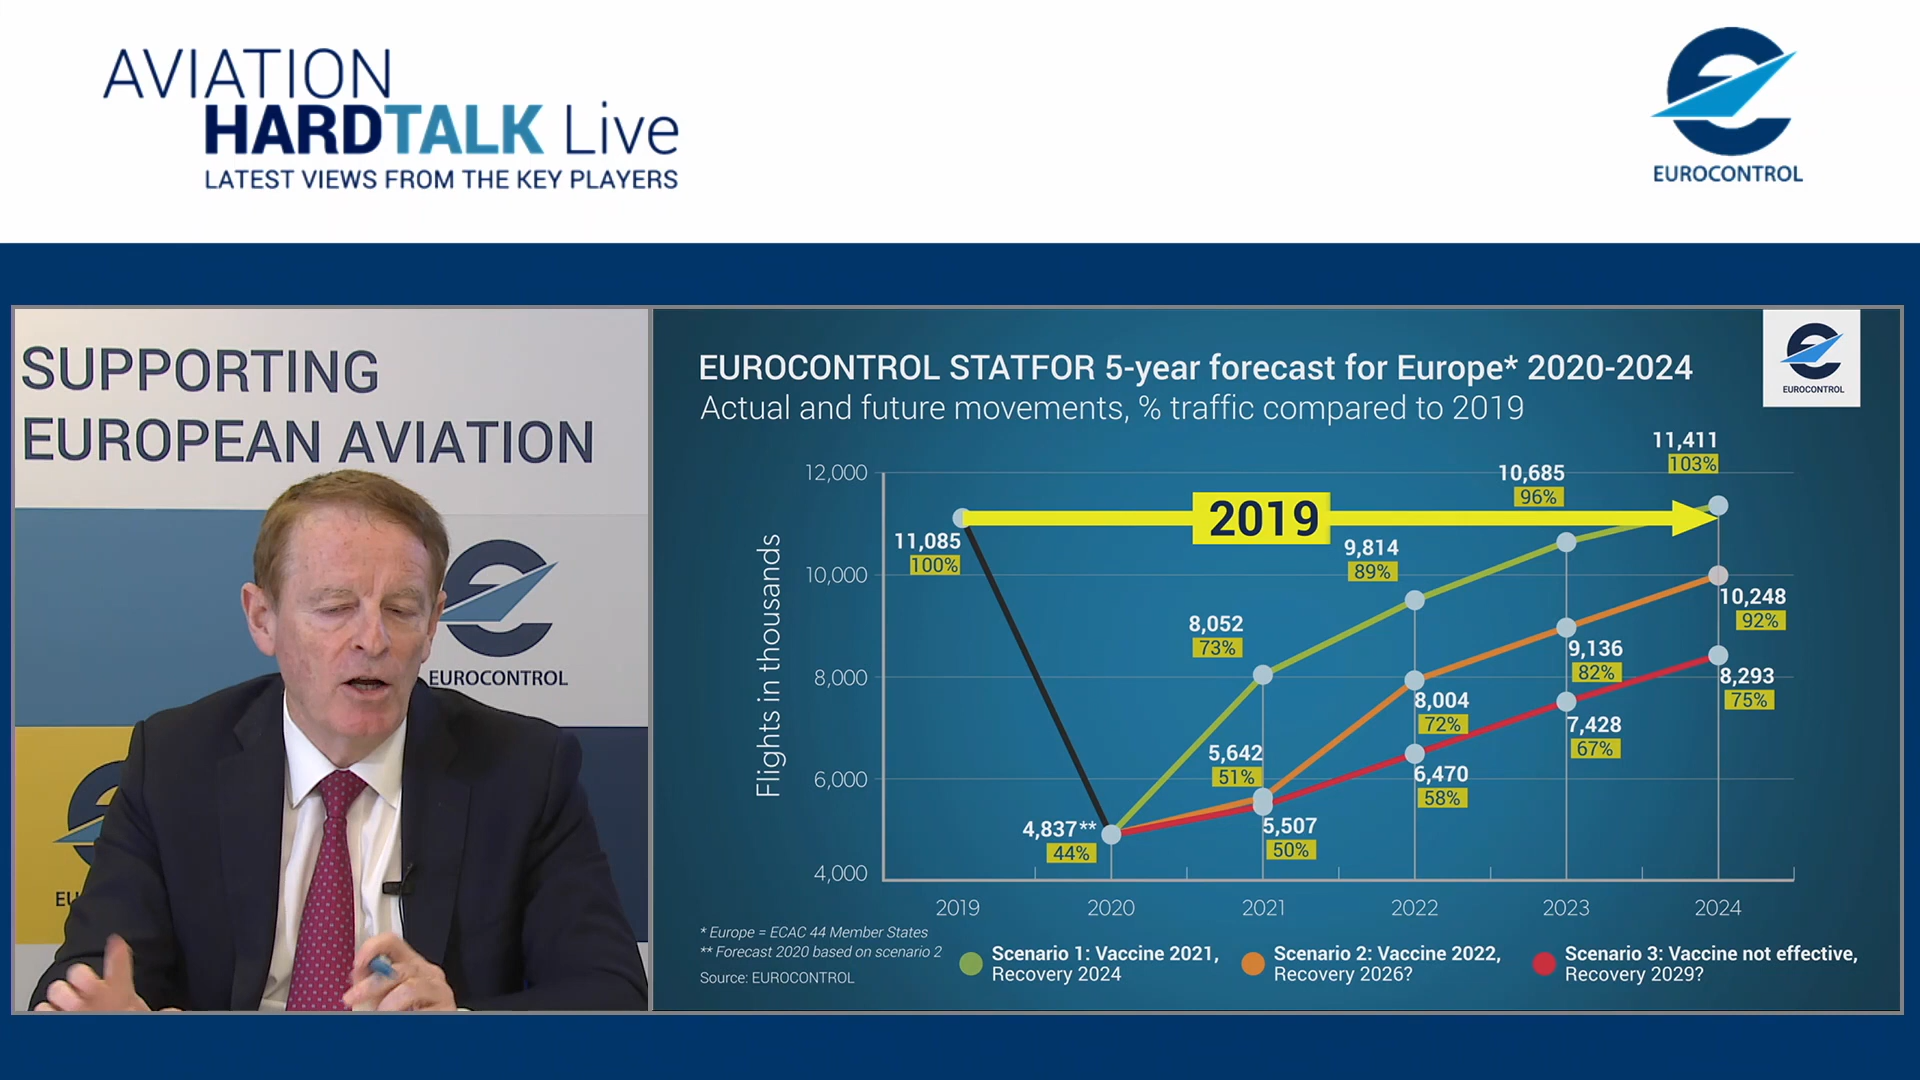 AVIATION
HARDTALK Live
LATEST VIEWS FROM THE KEY PLAYERS
EUROCONTROL
SUPPORTING
EUROPEAN AVIATION
EUROCONTROL
EU
EUROCONTROL STATFOR 5-year forecast for Europe* 2020-2024
Actual and future movements, % traffic compared to 2019
EUROCONTROL
Flights in thousands
12,000
10,000
8,000
6,000
4,000
2019
11,085
100%
4,837**
44%
8,052
73%
9,814
89%
10,685
96%
11,411
103%
5,642
51%
8,004
72%
9,136
82%
10,248
92%
5,507
50%
6,470
58%
7,428
67%
8,293
75%
2019 2020 2021 2022 2023 2024
* Europe = ECAC 44 Member States
** Forecast 2020 based on scenario 2
Source: EUROCONTROL
Scenario 1: Vaccine 2021,
Recovery 2024
Scenario 2: Vaccine 2022,
Recovery 2026?
Scenario 3: Vaccine not effective,
Recovery 2029?